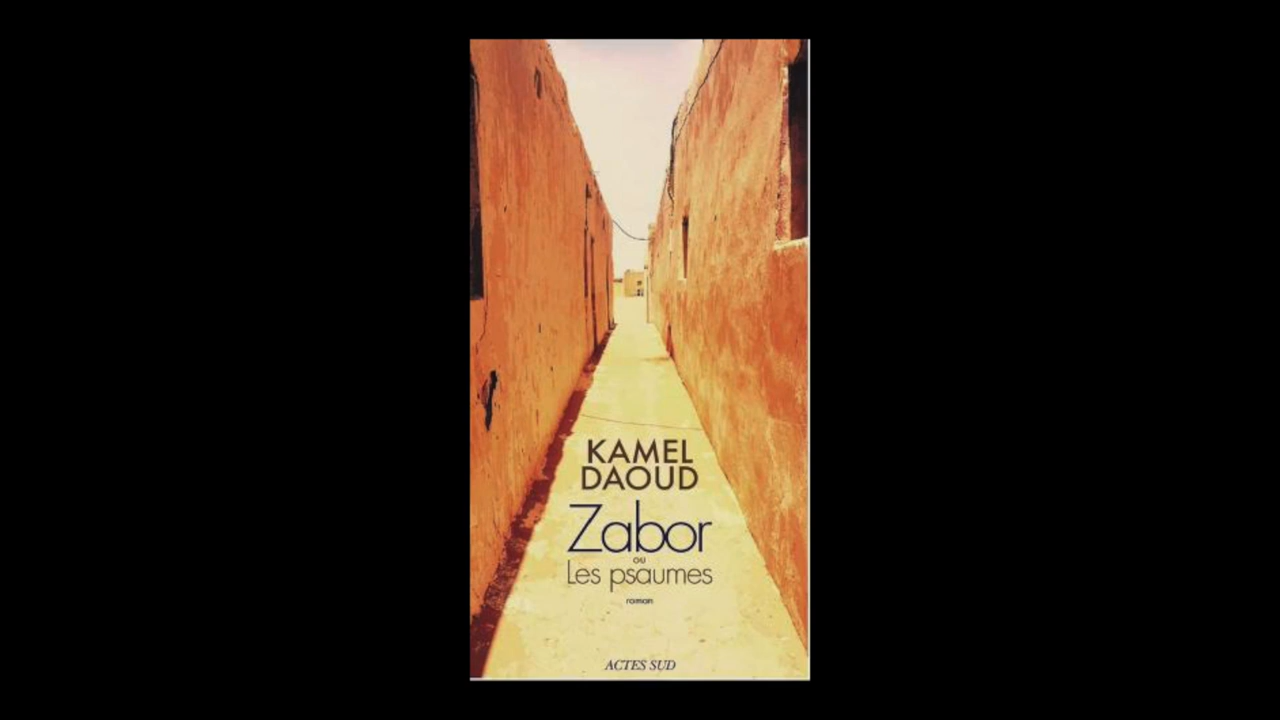 KAMEL
DAOUD
Zabor
ou
Les psaumes
roman
ACTES SUD